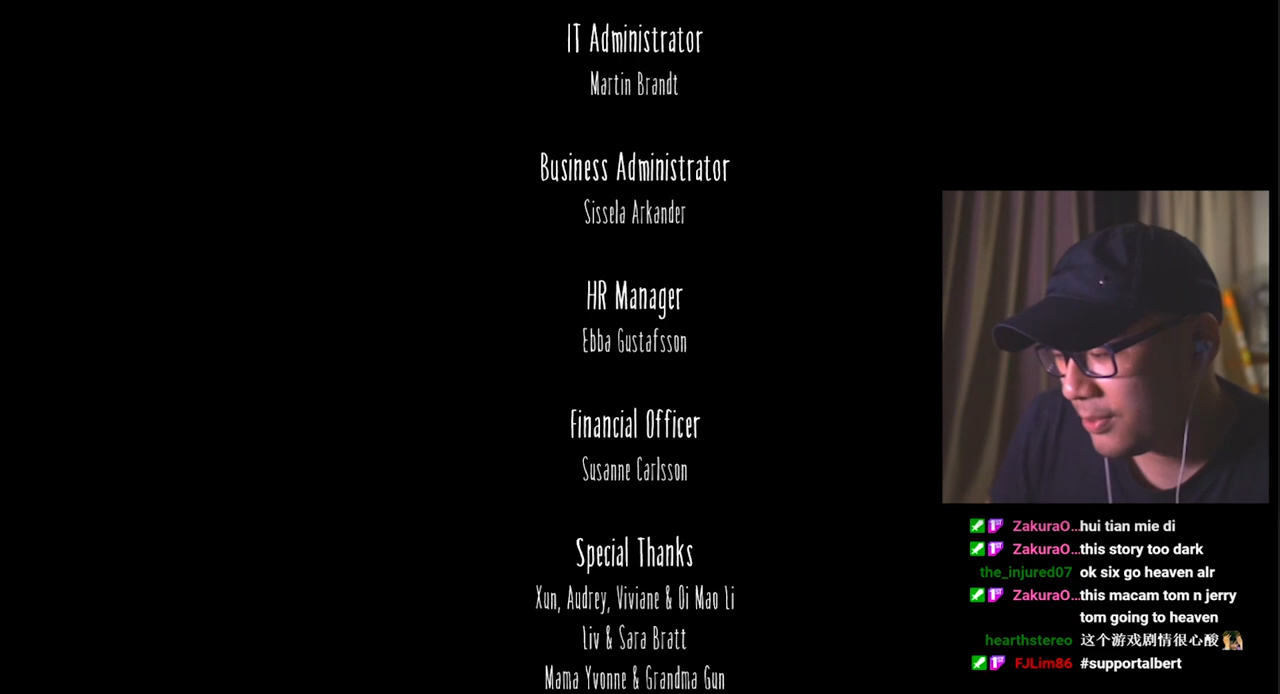 IT Administrator
Martin Brandt
Business Administrator
Sissela Arkander
HR Manager
Ebba Gustafsson
Financial Officer
Susanne Carlsson
Special Thanks
Xun, Audrey, Viviane & Oi Mao Li
Liv & Sara Bratt
Mama Yvonne & Grandma Gun
ZakuraO... hui tian mie di
ZakuraO... this story too dark
the_injured07 ok six go heaven alr
ZakuraO... this macam tom n jerry
tom going to heaven
hearthstereo 这个游戏剧情很心酸
FJLim86 #supportalbert